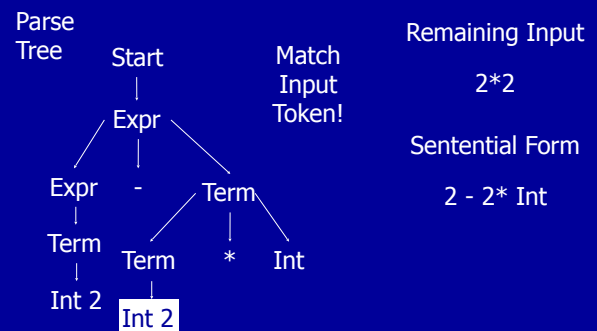 Parse
Tree
Start
Match
Input
Token!
Remaining Input
2*2
Expr
Sentential Form
Expr
-
Term
2 - 2* Int
Term
Term
*
Int
Int 2
Int 2